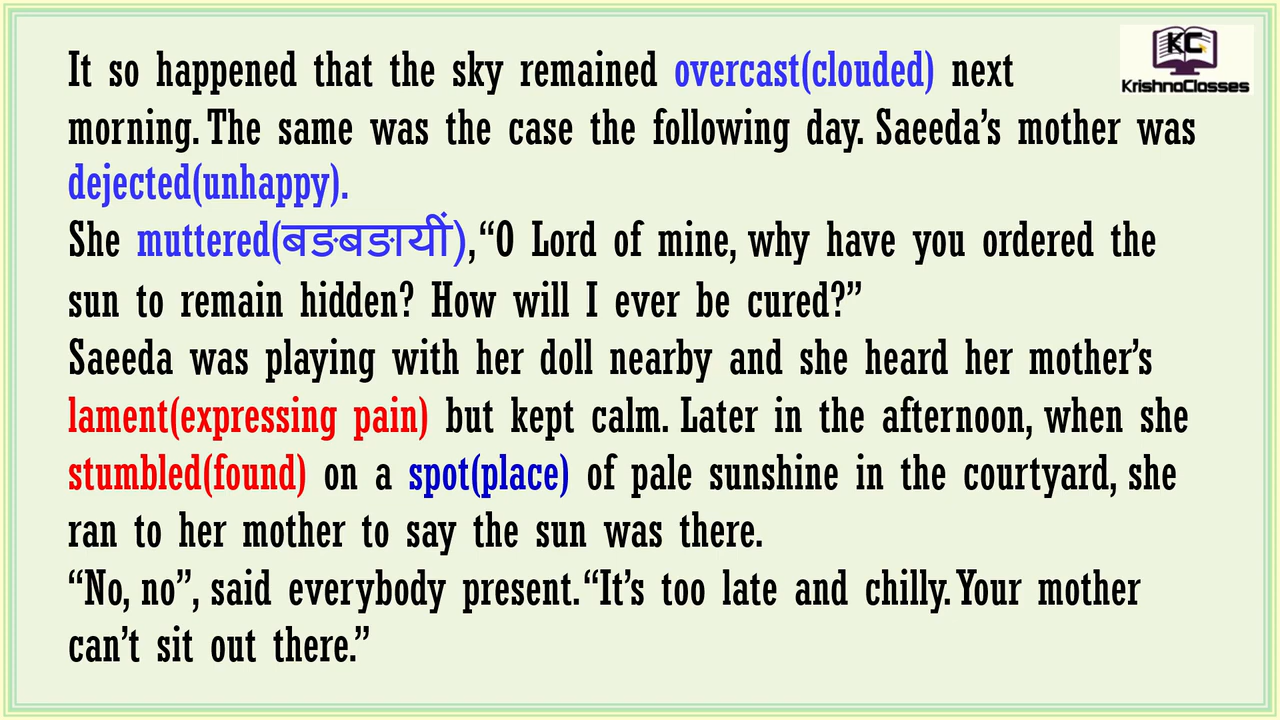 It so happened that the sky remained overcast(clouded) next
morning. The same was the case the following day. Saeeda’s mother was
dejected(unhappy).
She muttered(बङबङायीं),“O Lord of mine, why have you ordered the
sun to remain hidden? How will I ever be cured?”
Saeeda was playing with her doll nearby and she heard her mother’s
lament(expressing pain) but kept calm. Later in the afternoon, when she
stumbled(found) on a spot(place) of pale sunshine in the courtyard, she
ran to her mother to say the sun was there.
“No, no”, said everybody present.“It’s too late and chilly. Your mother
can’t sit out there.”
KC
KrishnaClasses